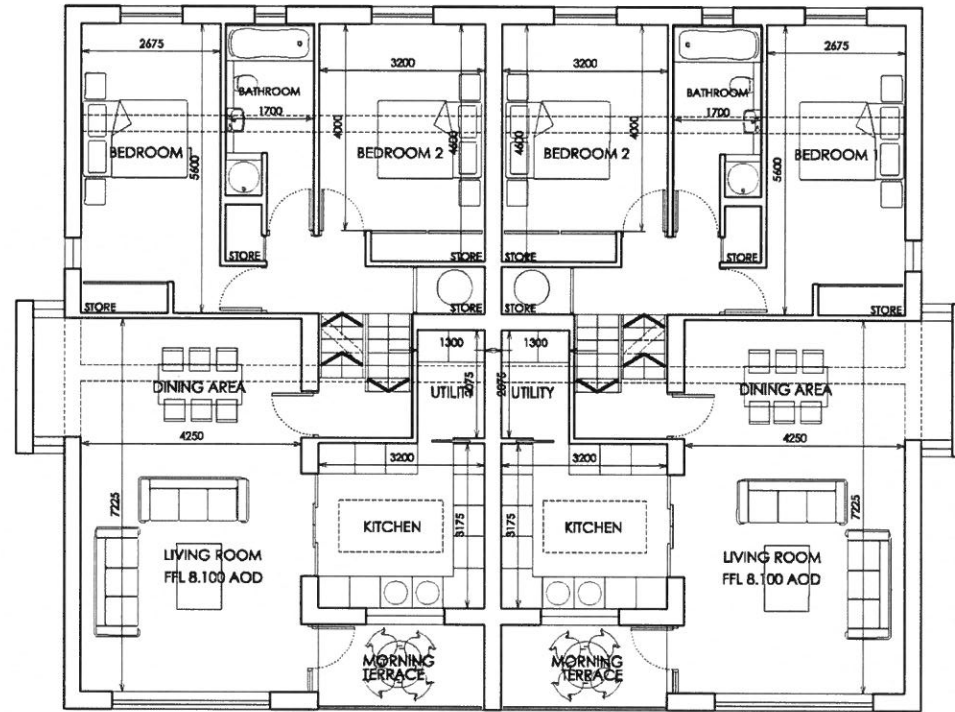 2675
3200
3200
2675
BATHROOM
1700
BATHROOM
1700
4000
4600
4600
4000
BEDROOM 1
5600
BEDROOM 2
BEDROOM 2
5600
BEDROOM 1
STORE
STORE
STORE
STORE
STORE
STORE
STORE
STORE
1300
1300
2075
2075
DINING AREA
UTILITY
UTILITY
DINING AREA
4250
4250
3200
3200
7225
3175
3175
7225
KITCHEN
KITCHEN
LIVING ROOM
FFL 8.100 AOD
LIVING ROOM
FFL 8.100 AOD
MORNING
TERRACE
MORNING
TERRACE